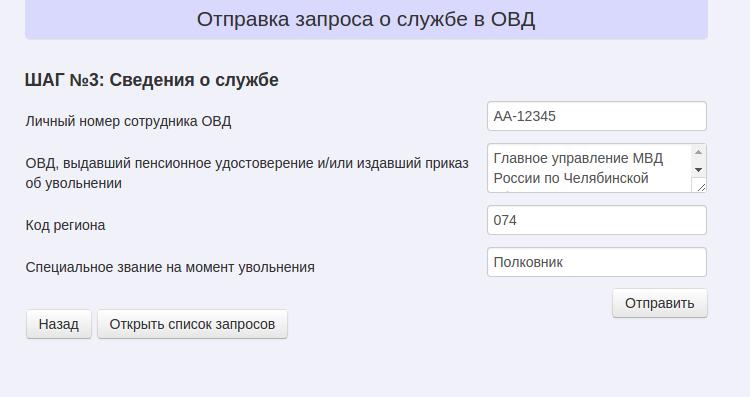 Отправка запроса о службе в ОВД
ШАГ №3: Сведения о службе
Личный номер сотрудника ОВД
АА-12345
ОВД, выдавший пенсионное удостоверение и/или издавший приказ
об увольнении
Главное управление МВД
России по Челябинской
Код региона
074
Специальное звание на момент увольнения
Полковник
Отправить
Назад
Открыть список запросов